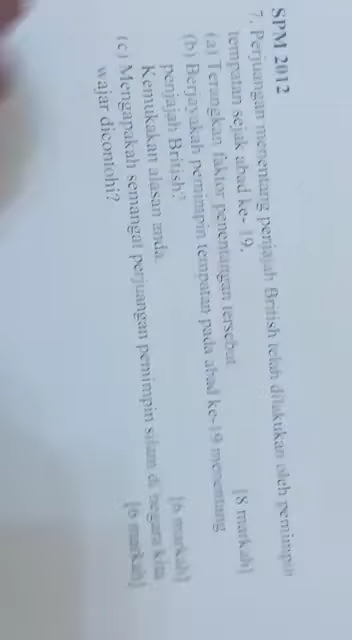 SPM 2012
7. Perjuangan menentang penjajah British telah dilakukan oleh pemimpin
tempatan sejak abad ke- 19.
(a) Terangkan faktor penentangan tersebut. [8 markah]
(b) Berjayakah pemimpin tempatan pada abad ke-19 menentang
penjajah British?
Kemukakan alasan anda. [6 markah]
(c) Mengapakah semangat perjuangan pemimpin silam di negara kita
wajar dicontohi? [6 markah]